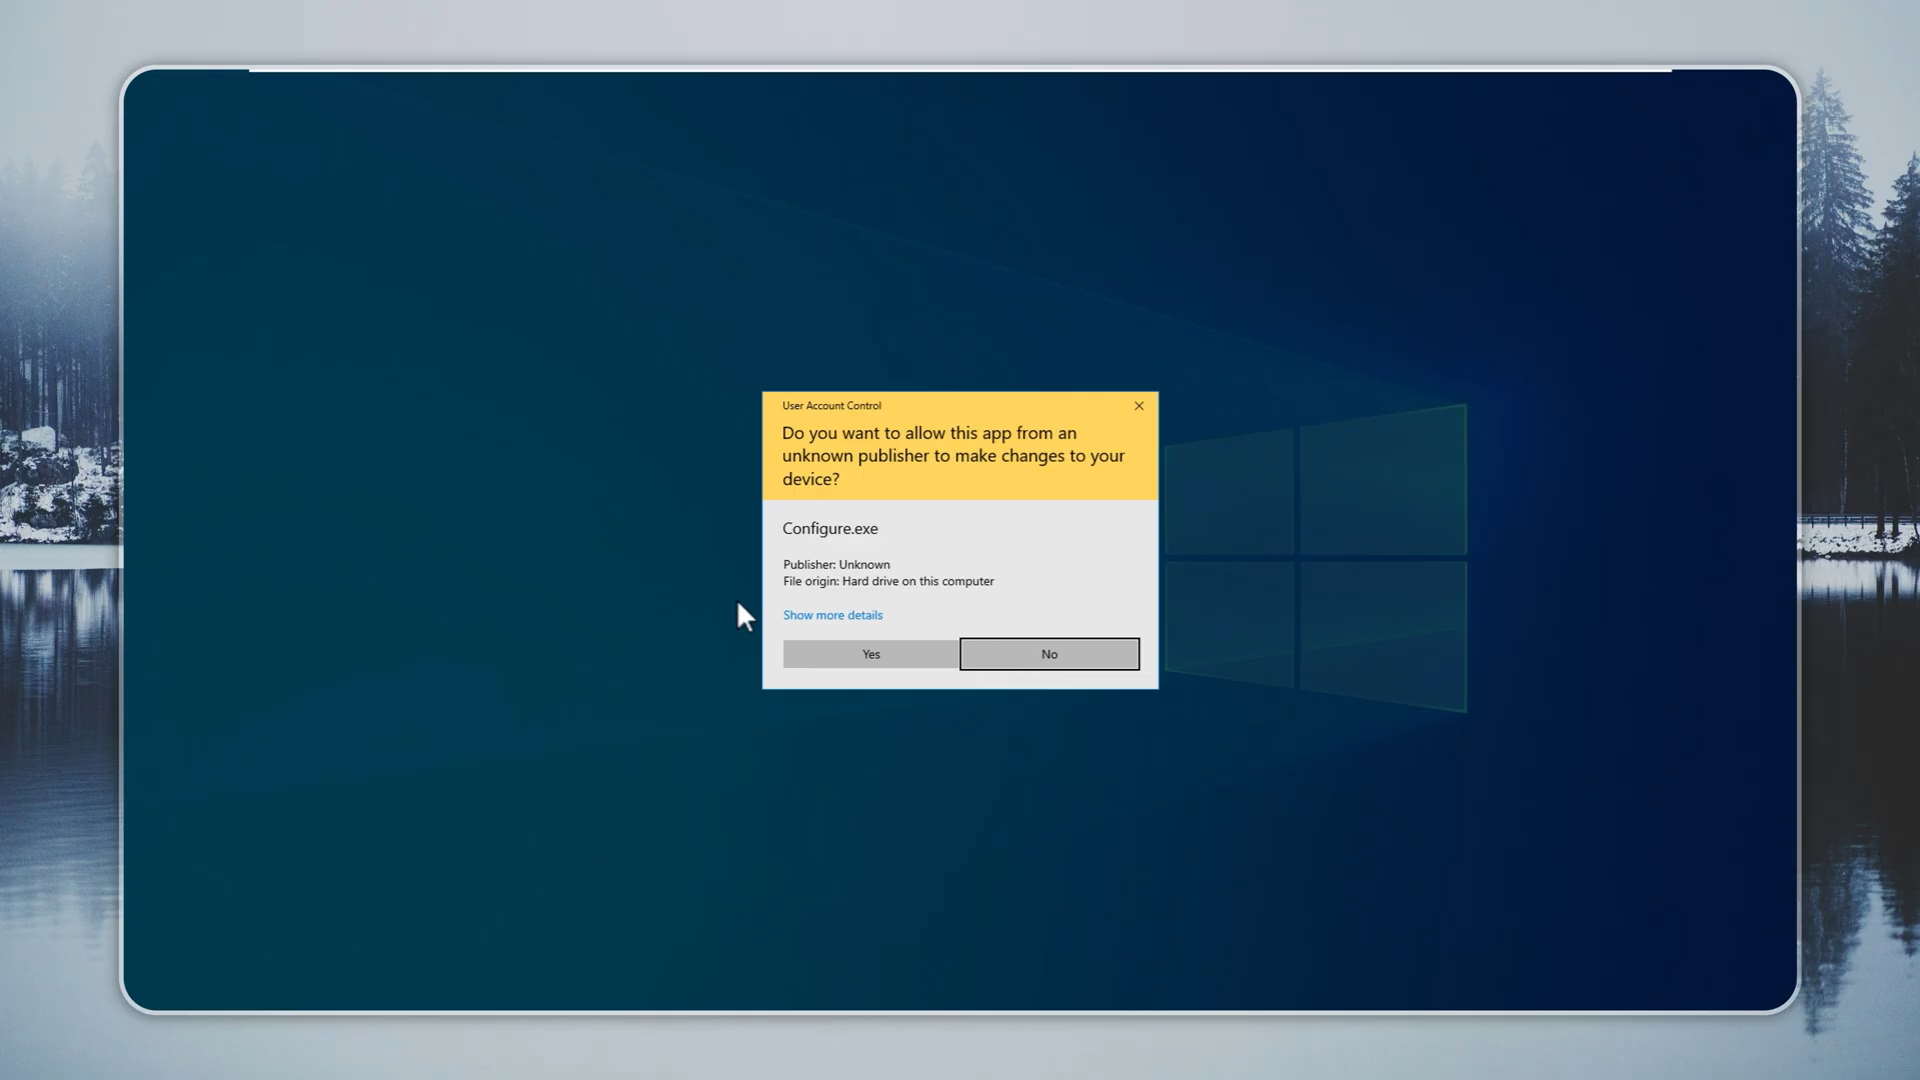 User Account Control
Do you want to allow this app from an
unknown publisher to make changes to your
device?
Configure.exe
Publisher: Unknown
File origin: Hard drive on this computer
Show more details
Yes
No